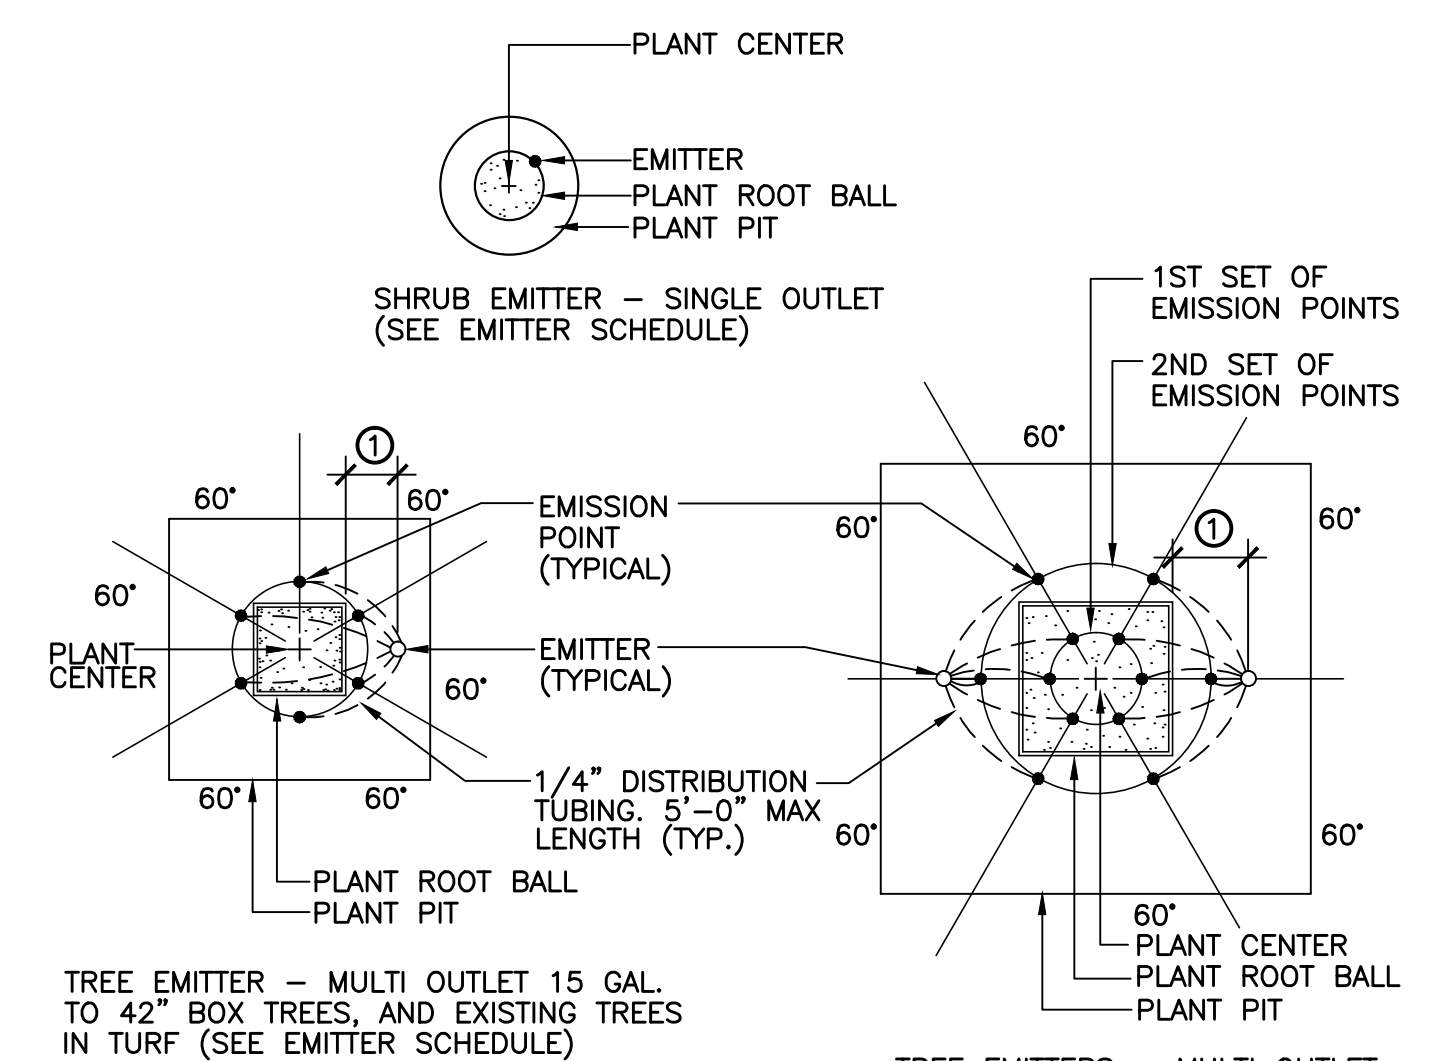 PLANT CENTER
EMITTER
PLANT ROOT BALL
PLANT PIT
SHRUB EMITTER – SINGLE OUTLET
(SEE EMITTER SCHEDULE)
1ST SET OF
EMISSION POINTS
2ND SET OF
EMISSION POINTS
1
60°
60°
60°
PLANT
CENTER
60°
60°
60°
EMISSION
POINT
(TYPICAL)
EMITTER
(TYPICAL)
1/4" DISTRIBUTION
TUBING. 5'–0" MAX
LENGTH (TYP.)
PLANT ROOT BALL
PLANT PIT
TREE EMITTER – MULTI OUTLET 15 GAL.
TO 42" BOX TREES, AND EXISTING TREES
IN TURF (SEE EMITTER SCHEDULE)
60°
60°
60°
1
60°
60°
60°
PLANT CENTER
PLANT ROOT BALL
PLANT PIT